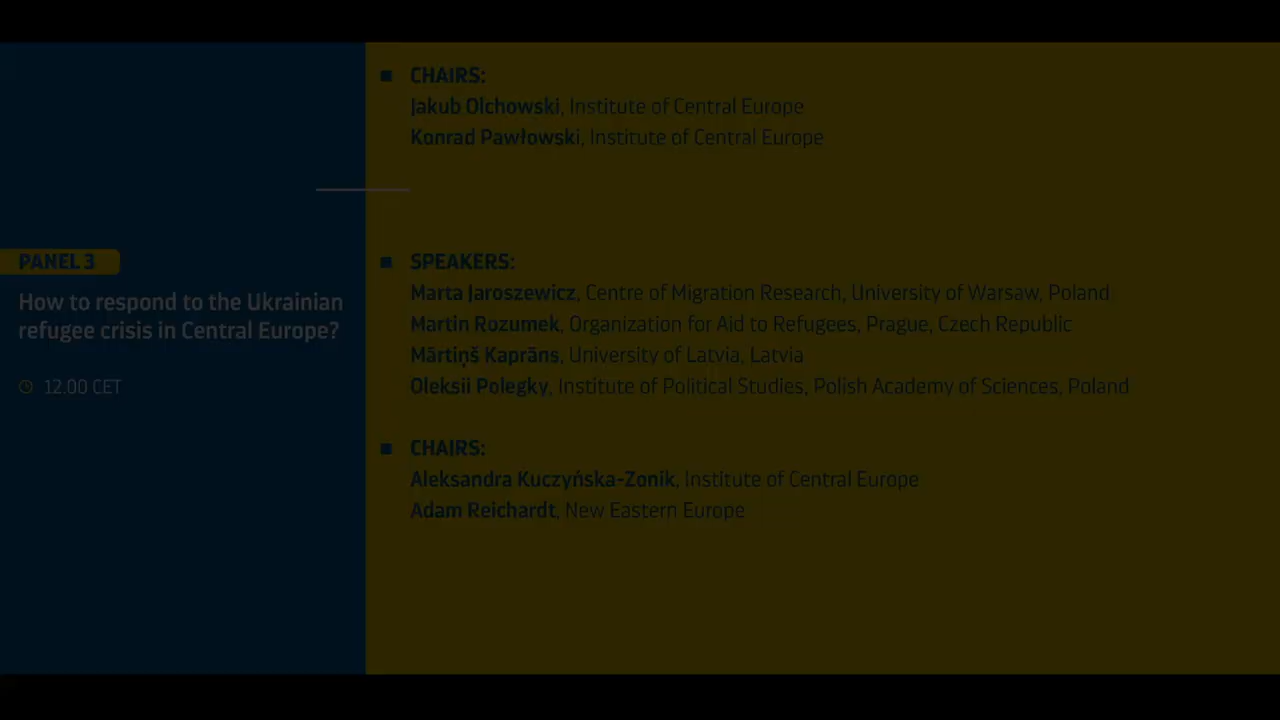 CHAIRS:
Jakub Olchowski, Institute of Central Europe
Konrad Pawłowski, Institute of Central Europe
PANEL 3
How to respond to the Ukrainian
refugee crisis in Central Europe?
12.00 CET
SPEAKERS:
Marta Jaroszewicz, Centre of Migration Research, University of Warsaw, Poland
Martin Rozumek, Organization for Aid to Refugees, Prague, Czech Republic
Mārtiņš Kaprāns, University of Latvia, Latvia
Oleksii Polegky, Institute of Political Studies, Polish Academy of Sciences, Poland
CHAIRS:
Aleksandra Kuczyńska-Zonik, Institute of Central Europe
Adam Reichardt, New Eastern Europe